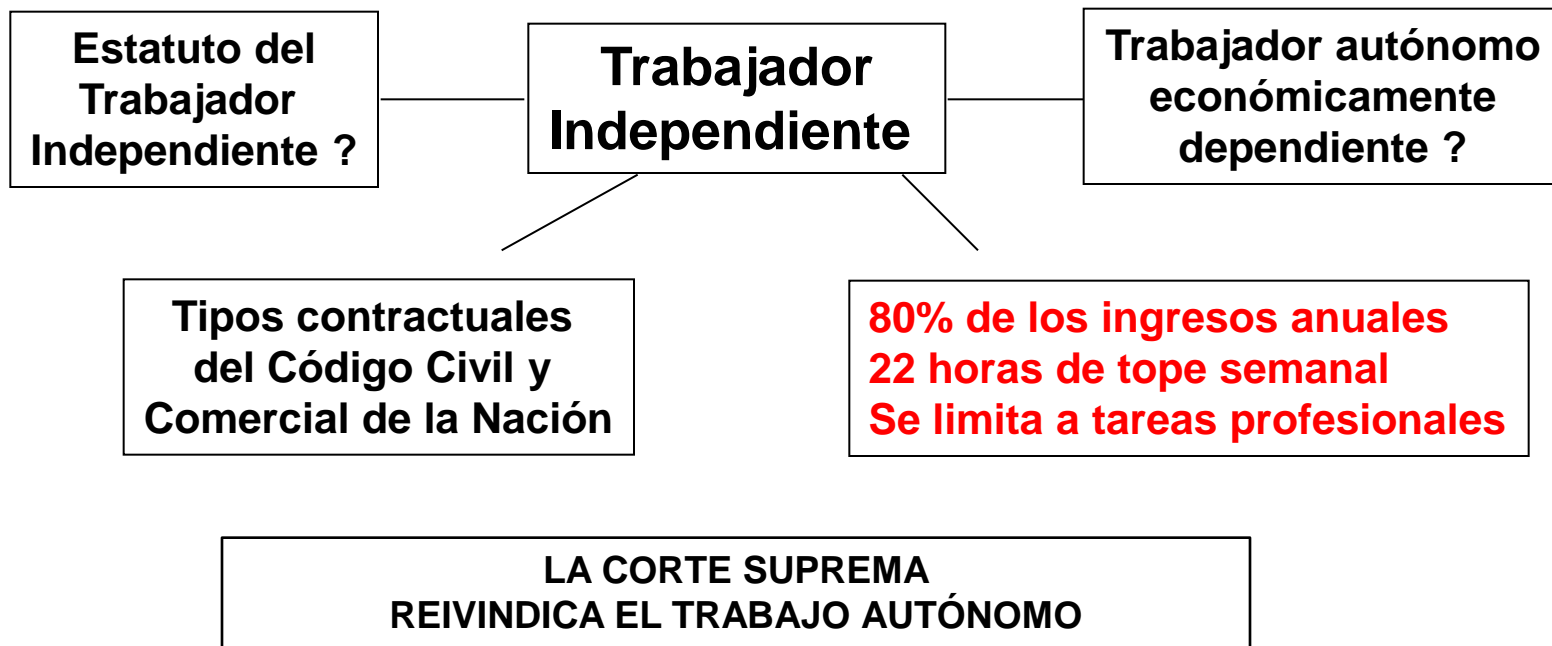 Estatuto del
Trabajador
Independiente ?
Trabajador
Independiente
Trabajador autónomo
económicamente
dependiente ?
Tipos contractuales
del Código Civil y
Comercial de la Nación
80% de los ingresos anuales
22 horas de tope semanal
Se limita a tareas profesionales
LA CORTE SUPREMA
REIVINDICA EL TRABAJO AUTÓNOMO